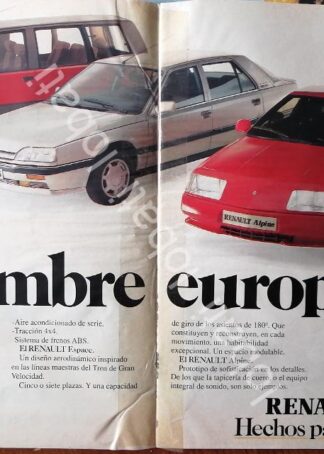 RENAULT Alpine
mbre europ
-Aire acondicionado de serie.
-Tracción 4x4.
Sistema de frenos ABS.
El RENAULT Espace.
Un diseño aerodinámico inspirado
en las líneas maestras del Tren de Gran
Velocidad.
Cinco o siete plazas. Y una capacidad
de giro de los asientos de 180º. Que
constituyen y reconstruyen, en cada
movimiento, una habitabilidad
excepcional. Un estudio modulable.
El RENAULT Alpine.
Prototipo de sofisticación en los detalles.
De los de la tapicería de cuero, o el equipo
integral de sonido, son solo algunos
RENA
Hechos pa